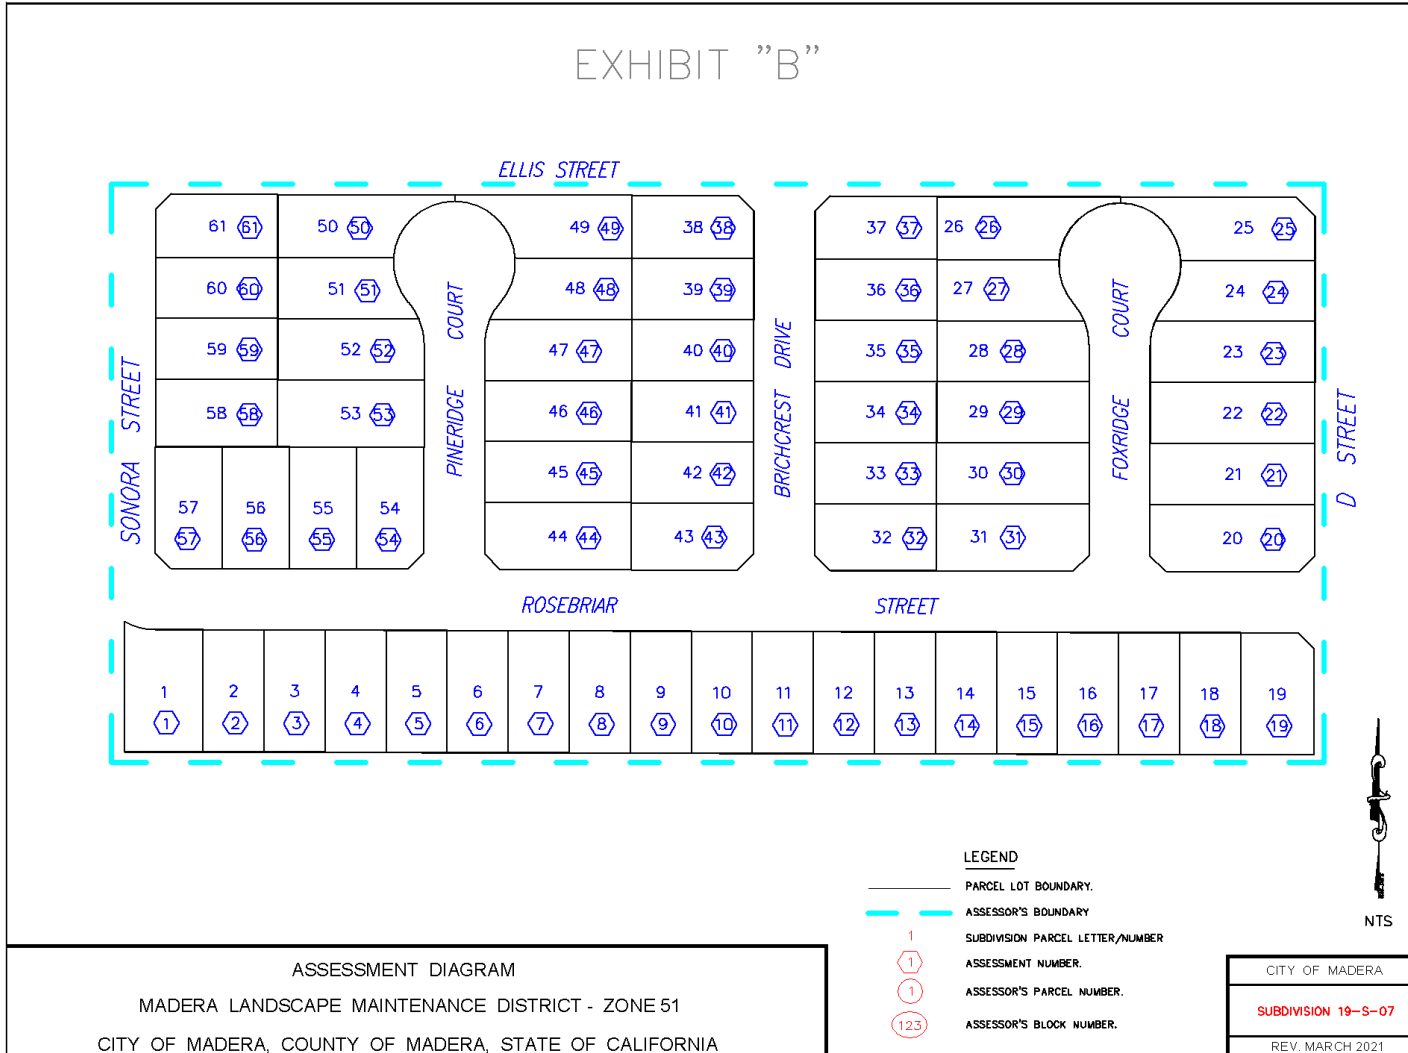 EXHIBIT "B"
ELLIS STREET
61 61 50 50 49 49 38 38 37 37 26 26 25 25
60 60 51 51 48 48 39 39 36 36 27 27 24 24
59 59 52 52 47 47 40 40 35 35 28 28 23 23
58 58 53 53 46 46 41 41 34 34 29 29 22 22
45 45 42 42 33 33 30 30 21 21
57 56 55 54
57 56 55 54 44 44 43 43 32 32 31 31 20 20
SONORA STREET
PINERIDGE COURT
BRICHCREST DRIVE
FOXRIDGE COURT
D STREET
ROSEBRIAR STREET
1 2 3 4 5 6 7 8 9 10 11 12 13 14 15 16 17 18 19
1 2 3 4 5 6 7 8 9 10 11 12 13 14 15 16 17 18 19
NTS
LEGEND
PARCEL LOT BOUNDARY.
ASSESSOR'S BOUNDARY
1 SUBDIVISION PARCEL LETTER/NUMBER
1 ASSESSMENT NUMBER.
1 ASSESSOR'S PARCEL NUMBER.
123 ASSESSOR'S BLOCK NUMBER.
ASSESSMENT DIAGRAM
MADERA LANDSCAPE MAINTENANCE DISTRICT - ZONE 51
CITY OF MADERA, COUNTY OF MADERA, STATE OF CALIFORNIA
CITY OF MADERA
SUBDIVISION 19-S-07
REV. MARCH 2021